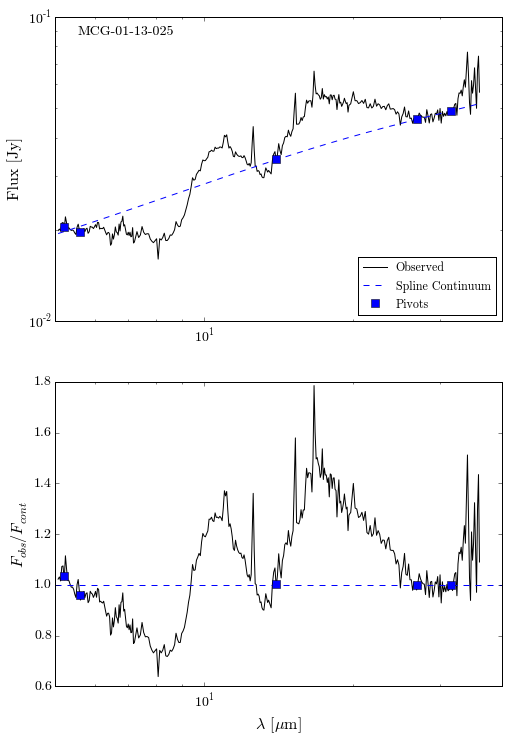 10^-1
MCG-01-13-025
Flux [Jy]
Observed
Spline Continuum
Pivots
10^-2
10^1
1.8
1.6
1.4
1.2
1.0
0.8
0.6
F_obs/F_cont
10^1
λ [μm]